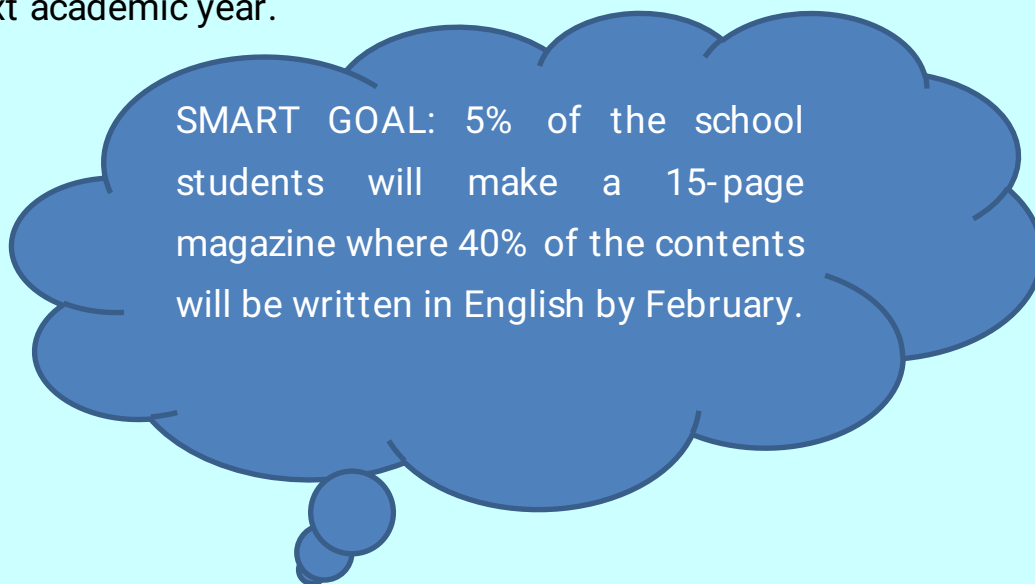 xt academic year.
SMART GOAL: 5% of the school
students will make a 15-page
magazine where 40% of the contents
will be written in English by February.